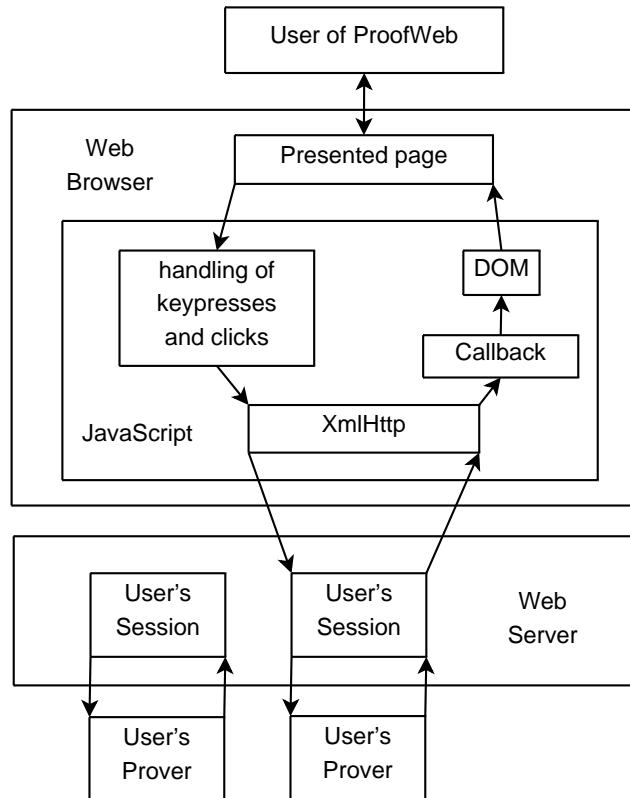 User of ProofWeb
Web
Browser
Presented page
handling of
keypresses
and clicks
DOM
Callback
JavaScript
XmlHttp
User's
Session
User's
Session
Web
Server
User's
Prover
User's
Prover